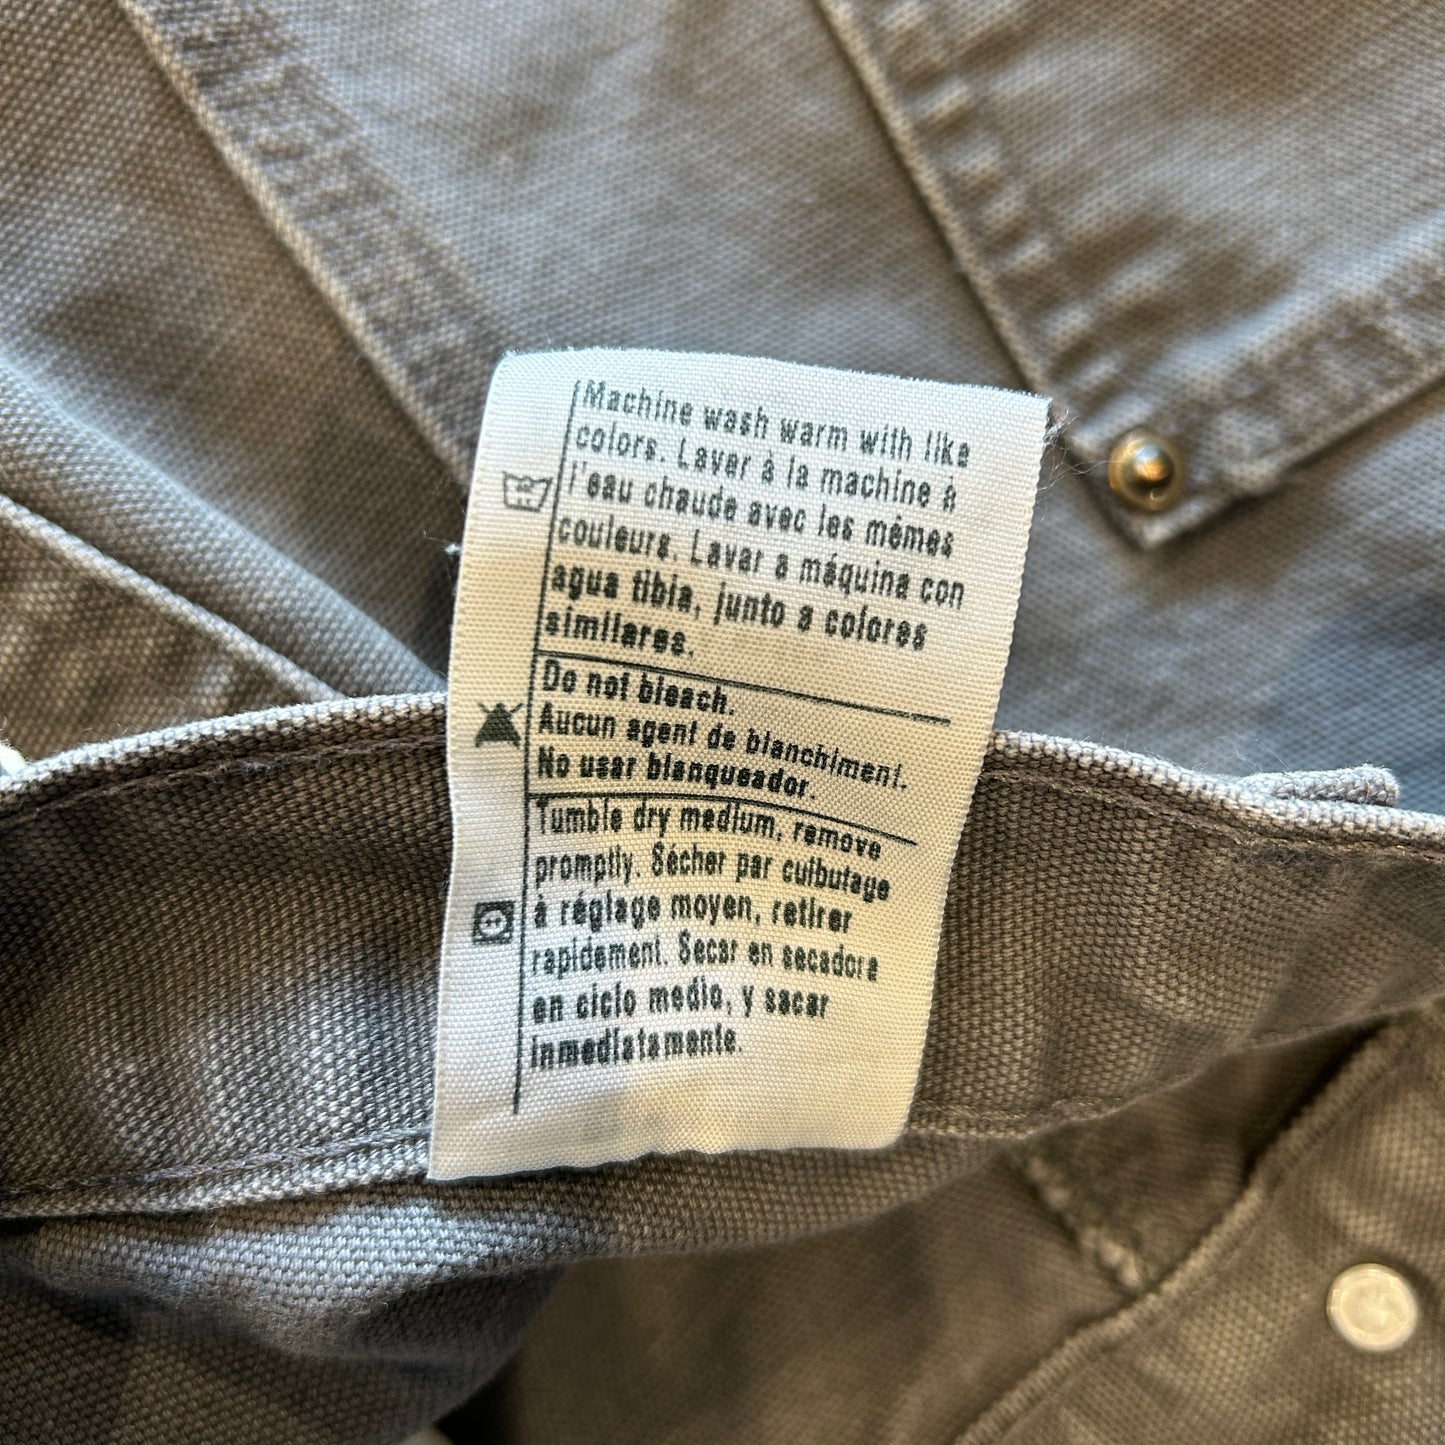 Machine wash warm with like
colors. Laver à la machine à
l'eau chaude avec les mêmes
couleurs. Lavar a máquina con
agua tibia, junto a colores
similares.
Do not bleach.
Aucun agent de blanchiment.
No usar blanqueador.
Tumble dry medium, remove
promptly. Sécher par culbutage
à réglage moyen, retirer
rapidement. Secar en secadora
en ciclo medio, y sacar
inmediatamente.